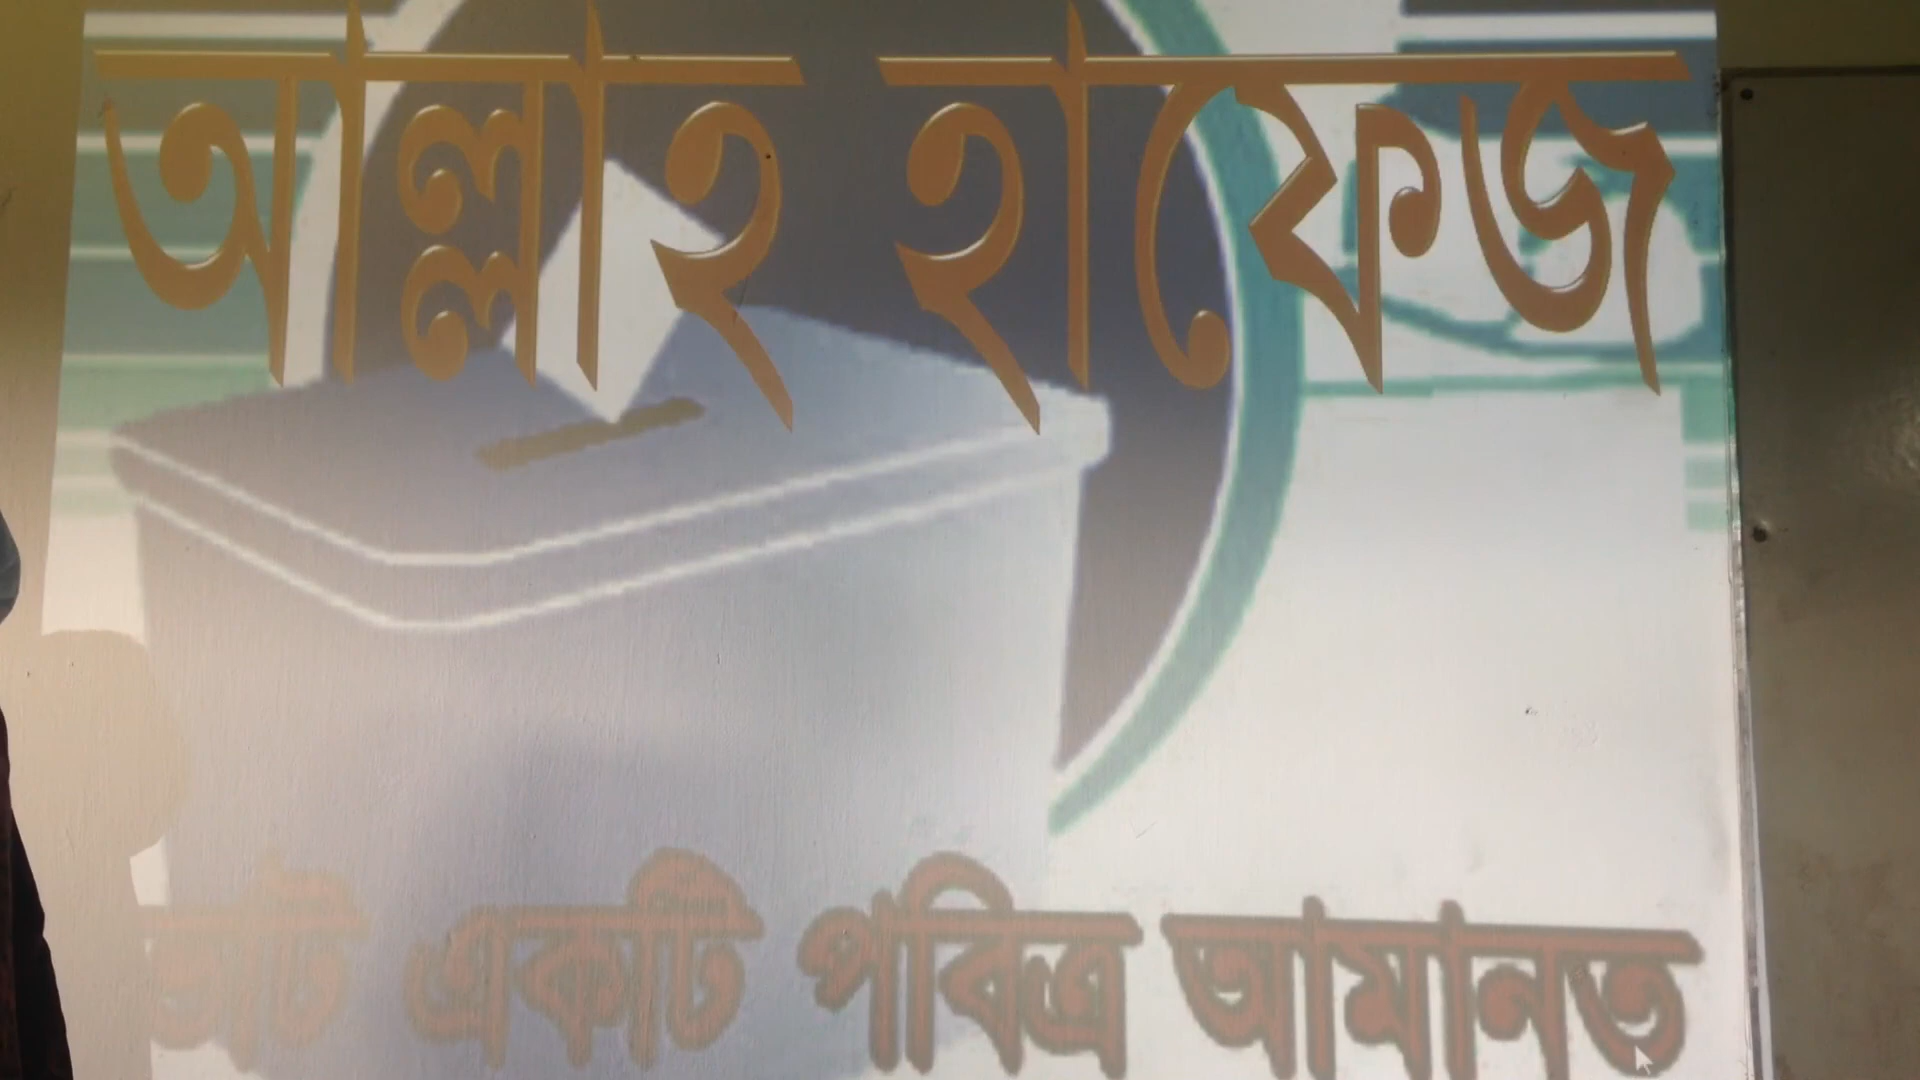 আল্লাহ হাফেজ
একটি পবিত্র আমানত